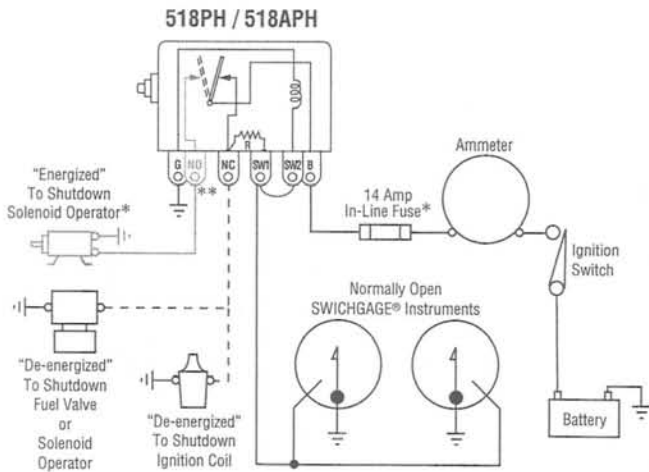 518PH / 518APH
G
NO
NC
R
SW1
SW2
B
**
"Energized"
To Shutdown
Solenoid Operator*
Ammeter
14 Amp
In-Line Fuse*
Ignition
Switch
Normally Open
SWICHGAGE® Instruments
"De-energized"
To Shutdown
Fuel Valve
or
Solenoid
Operator
"De-energized"
To Shutdown
Ignition Coil
Battery